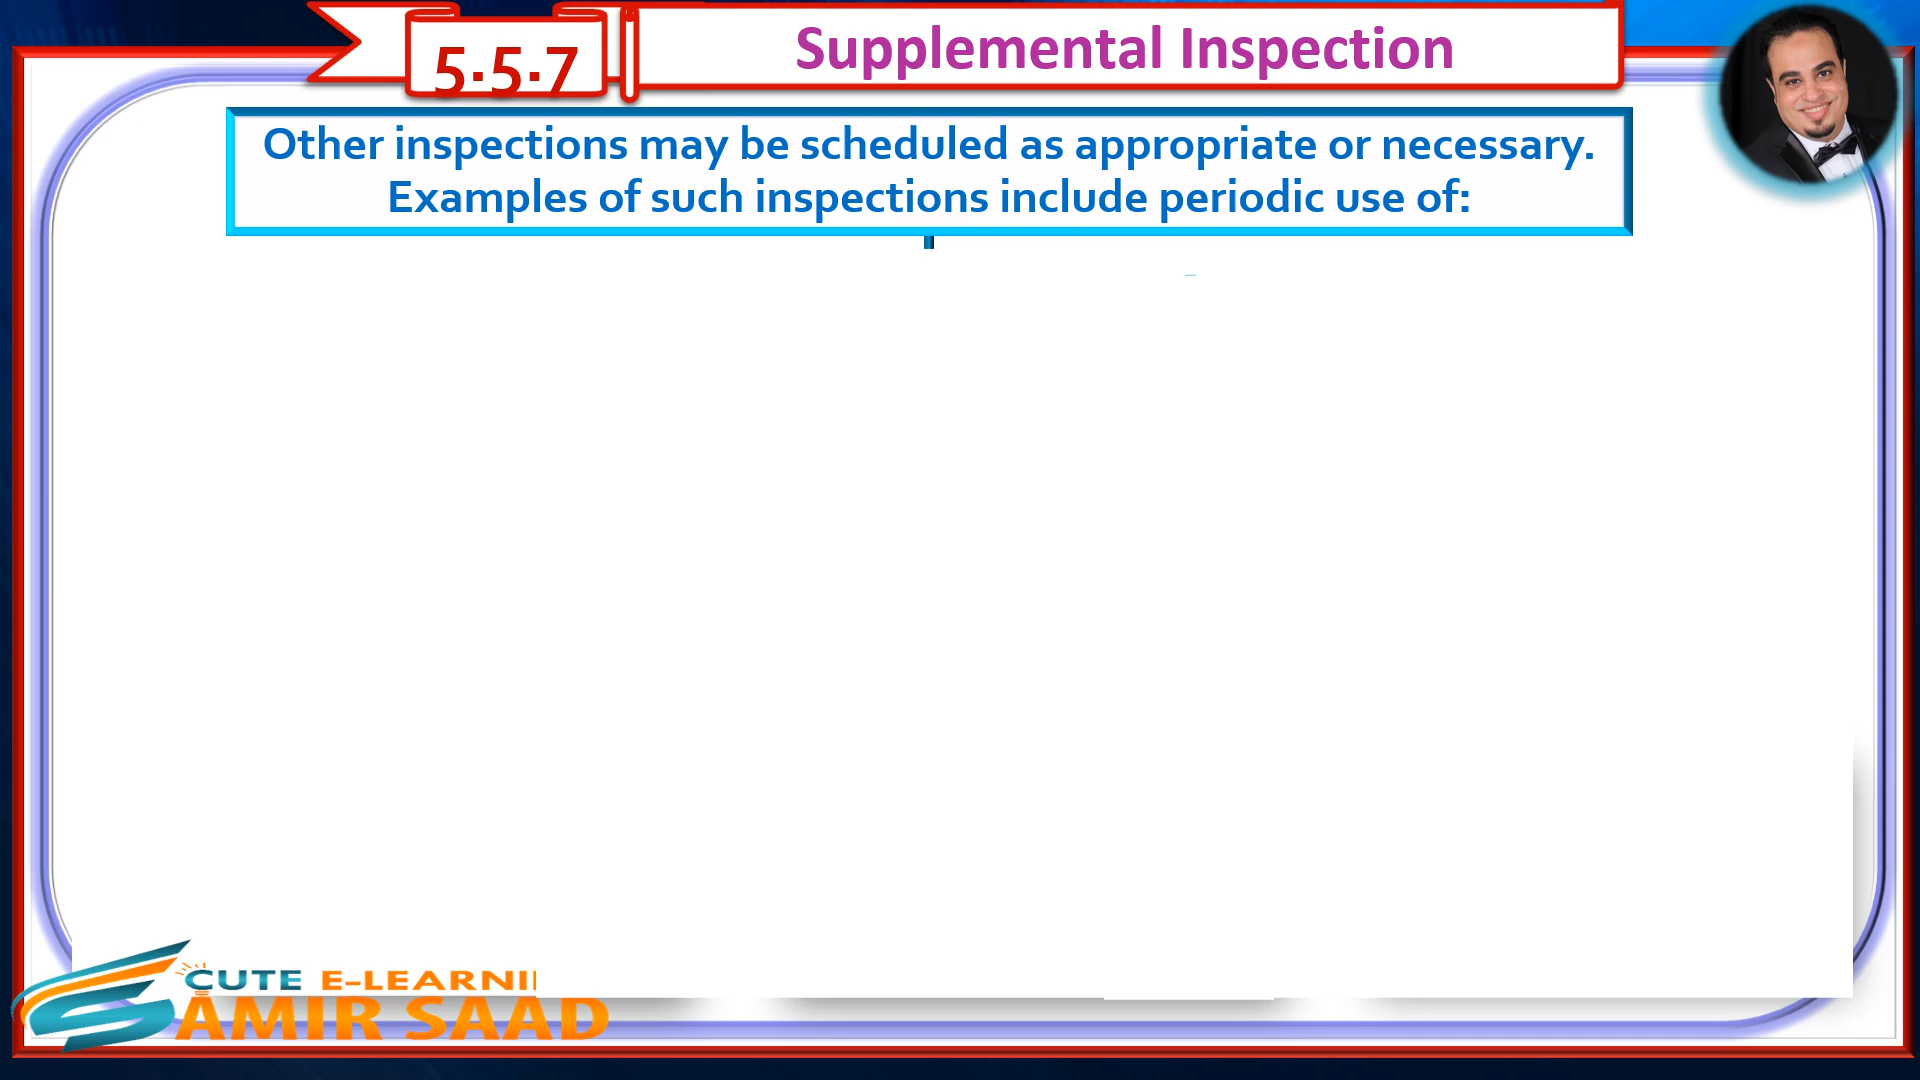 5.5.7
Supplemental Inspection
Other inspections may be scheduled as appropriate or necessary.
Examples of such inspections include periodic use of:
CUTE E-LEARNI
AMIR SAAD